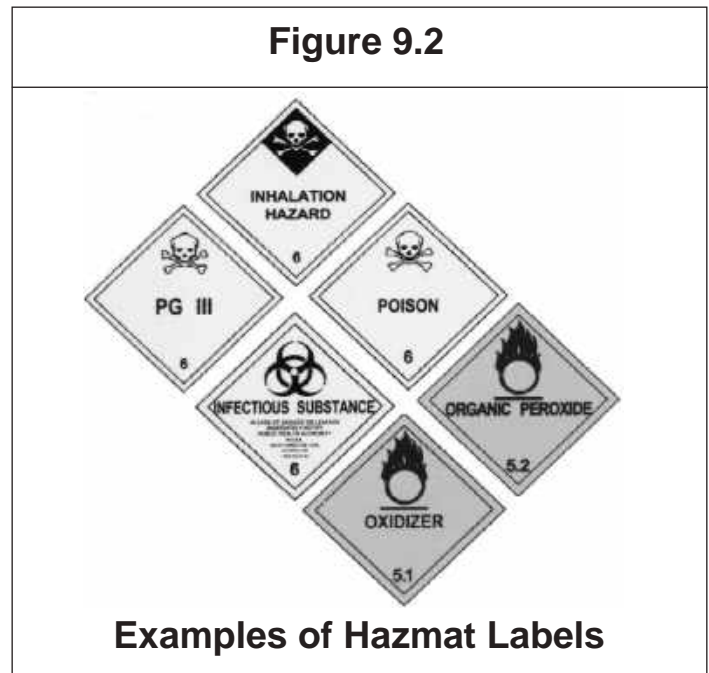 Figure 9.2
INHALATION
HAZARD
6
PG III
6
POISON
6
INFECTIOUS SUBSTANCE
6
ORGANIC PEROXIDE
5.2
OXIDIZER
5.1
Examples of Hazmat Labels